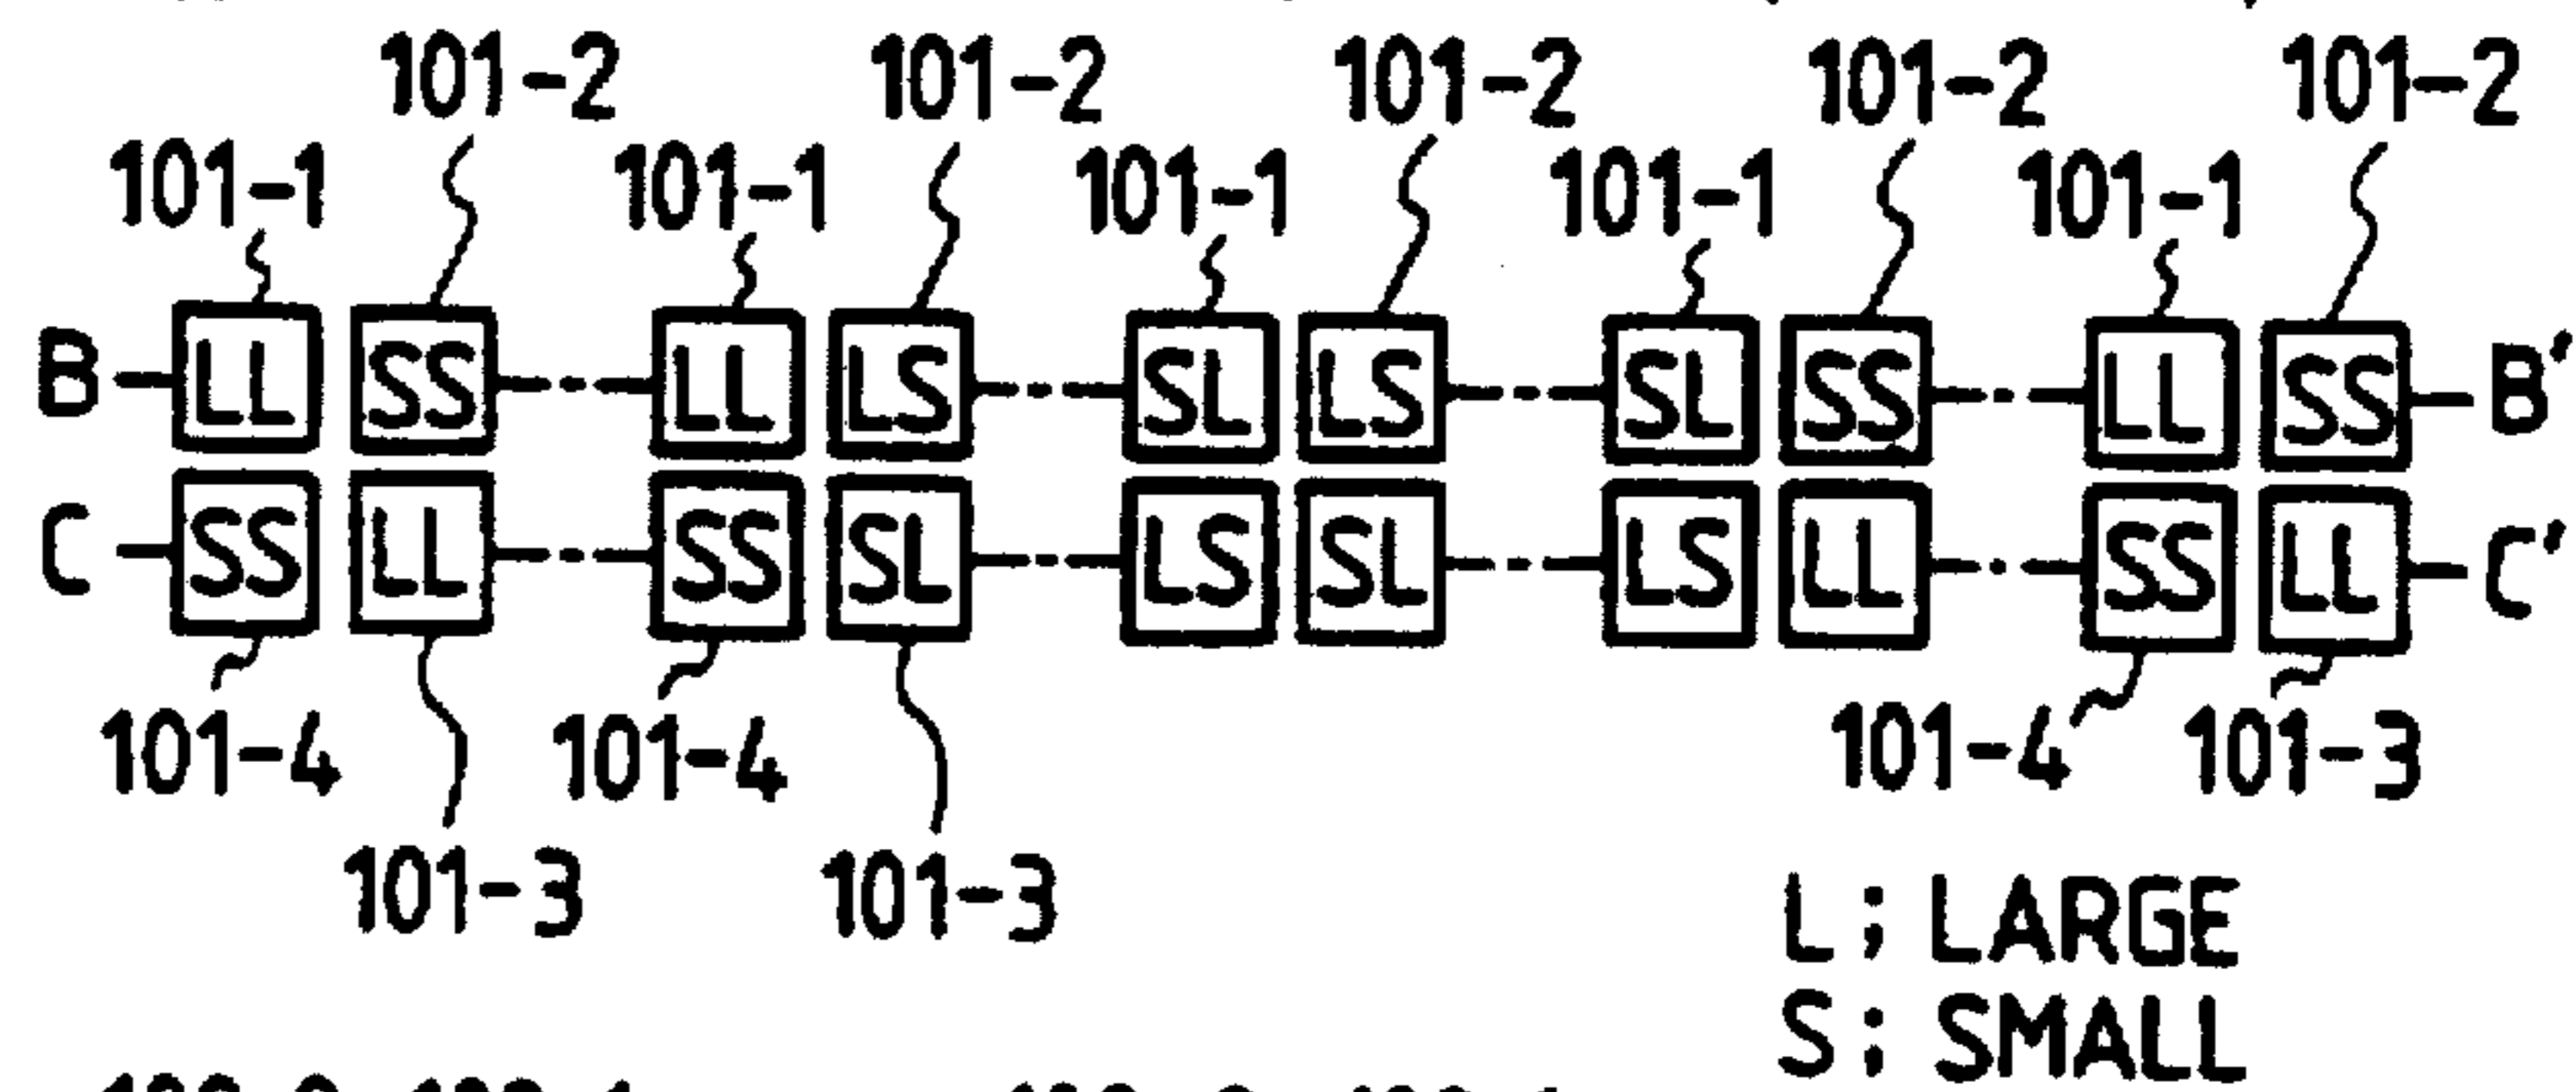 101-2 101-2 101-2 101-2 101-2
101-1 101-1 101-1 101-1 101-1
B LL SS LL LS SL LS SL SS LL SS B'
C SS LL SS SL LS SL LS LL SS LL C'
101-4 101-4 101-4 101-3
101-3 101-3
L; LARGE
S; SMALL